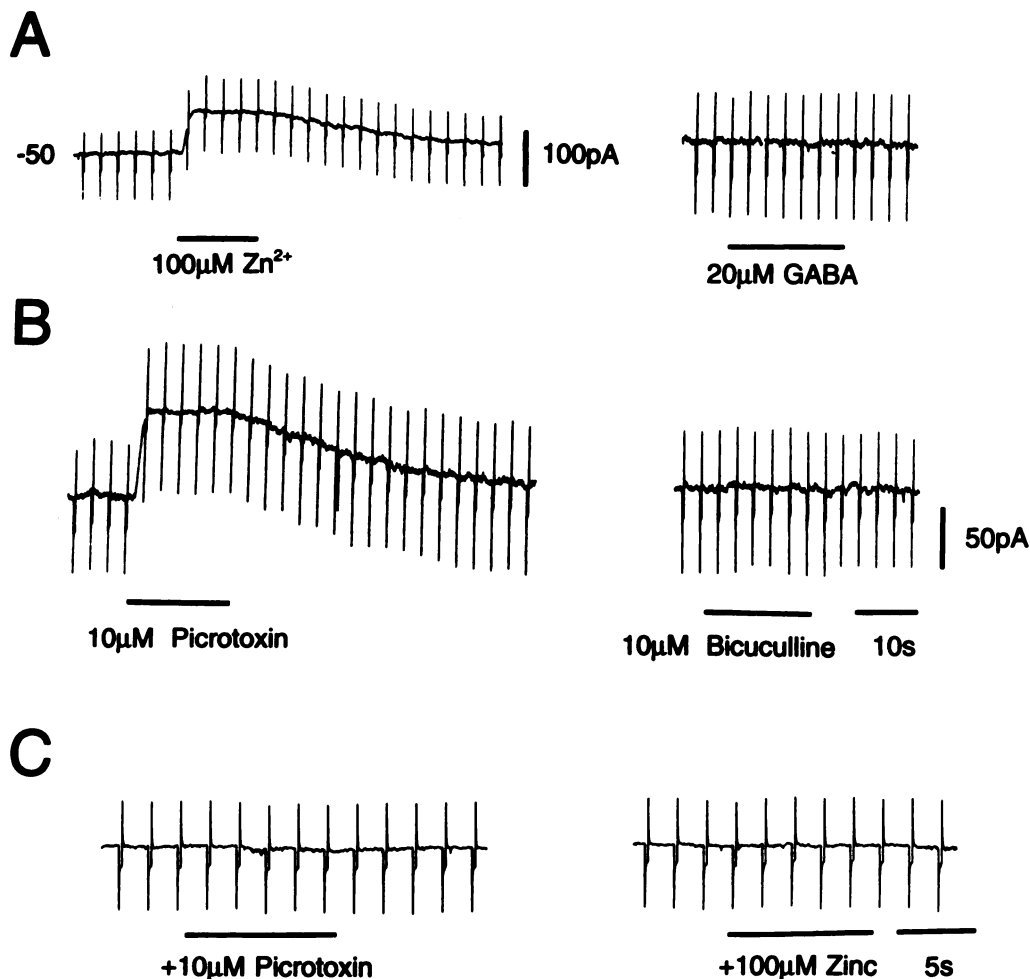 A
-50
100pA
100µM Zn²⁺
20µM GABA
B
50pA
10µM Picrotoxin
10µM Bicuculline
10s
C
+10µM Picrotoxin
+100µM Zinc
5s